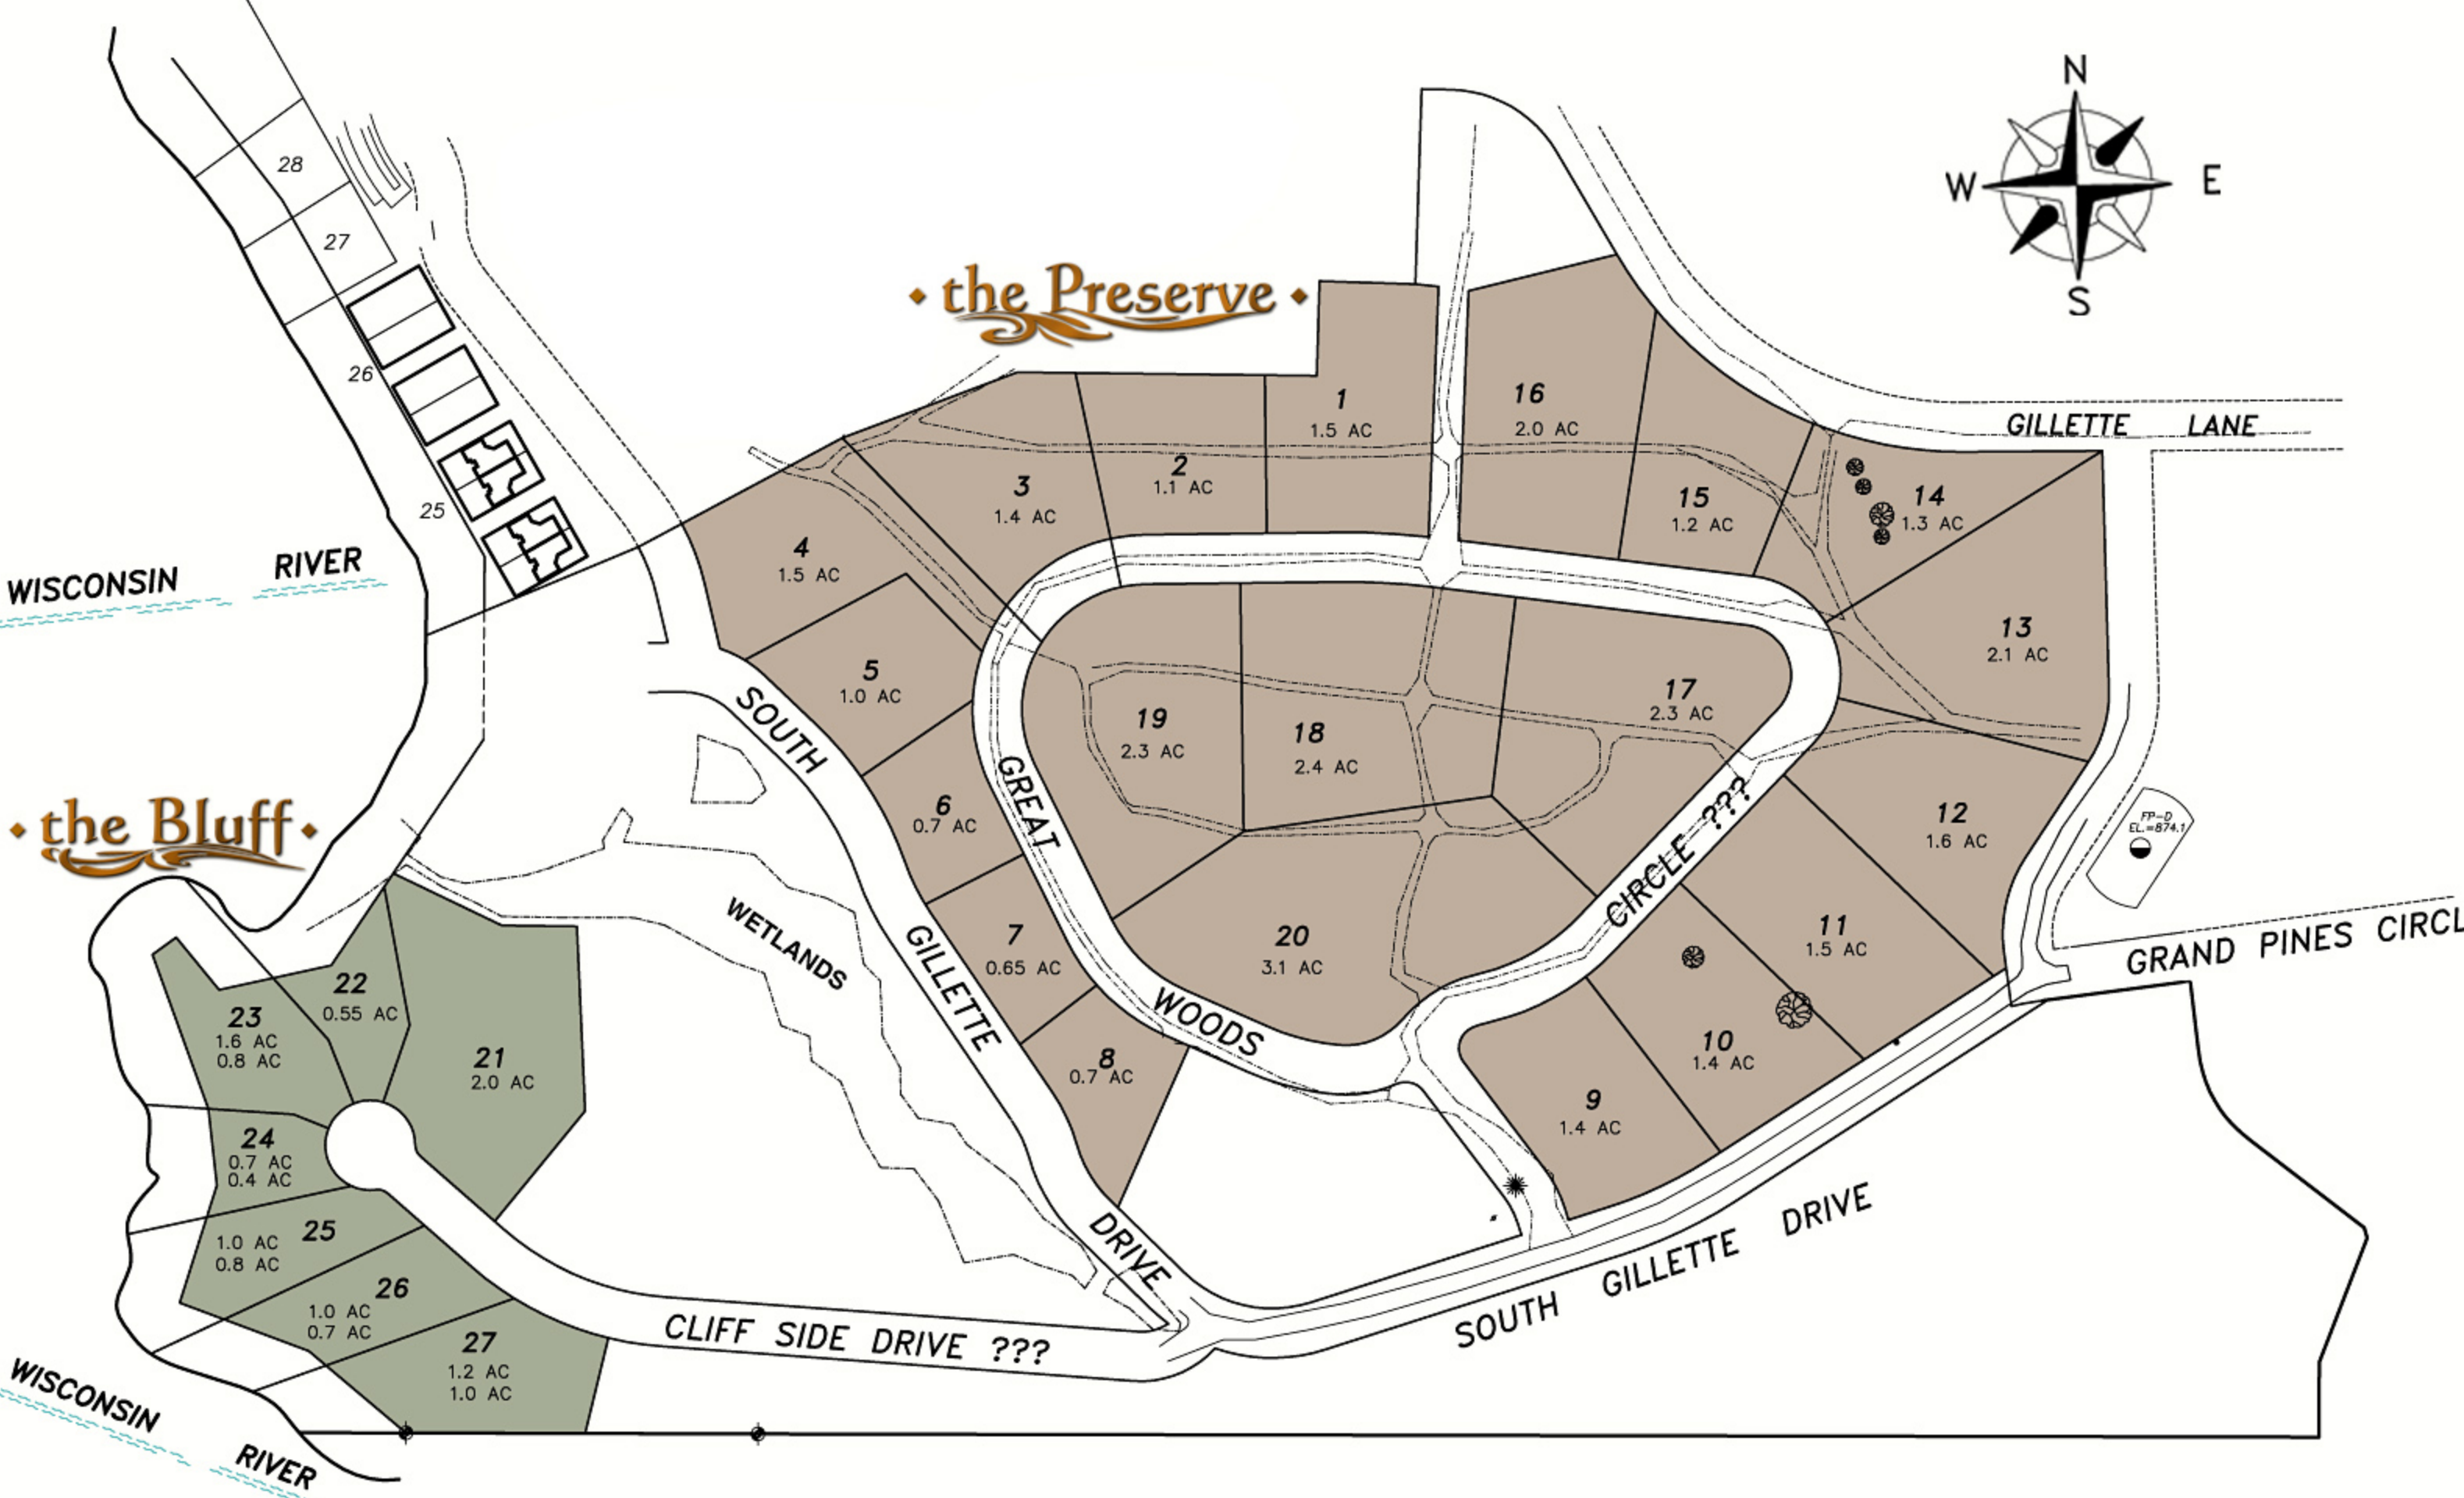 N
W
E
S
28
27
26
25
WISCONSIN RIVER
the Preserve
1
1.5 AC
16
2.0 AC
GILLETTE LANE
2
1.1 AC
3
1.4 AC
15
1.2 AC
14
1.3 AC
4
1.5 AC
13
2.1 AC
5
1.0 AC
17
2.3 AC
19
2.3 AC
18
2.4 AC
6
0.7 AC
12
1.6 AC
FP-D
EL.=874.1
the Bluff
7
0.65 AC
20
3.1 AC
11
1.5 AC
GRAND PINES CIRCL
WETLANDS
SOUTH GILLETTE DRIVE
GREAT WOODS CIRCLE ???
22
0.55 AC
23
1.6 AC
0.8 AC
21
2.0 AC
8
0.7 AC
10
1.4 AC
9
1.4 AC
24
0.7 AC
0.4 AC
25
1.0 AC
0.8 AC
26
1.0 AC
0.7 AC
27
1.2 AC
1.0 AC
CLIFF SIDE DRIVE ???
SOUTH GILLETTE DRIVE
WISCONSIN RIVER